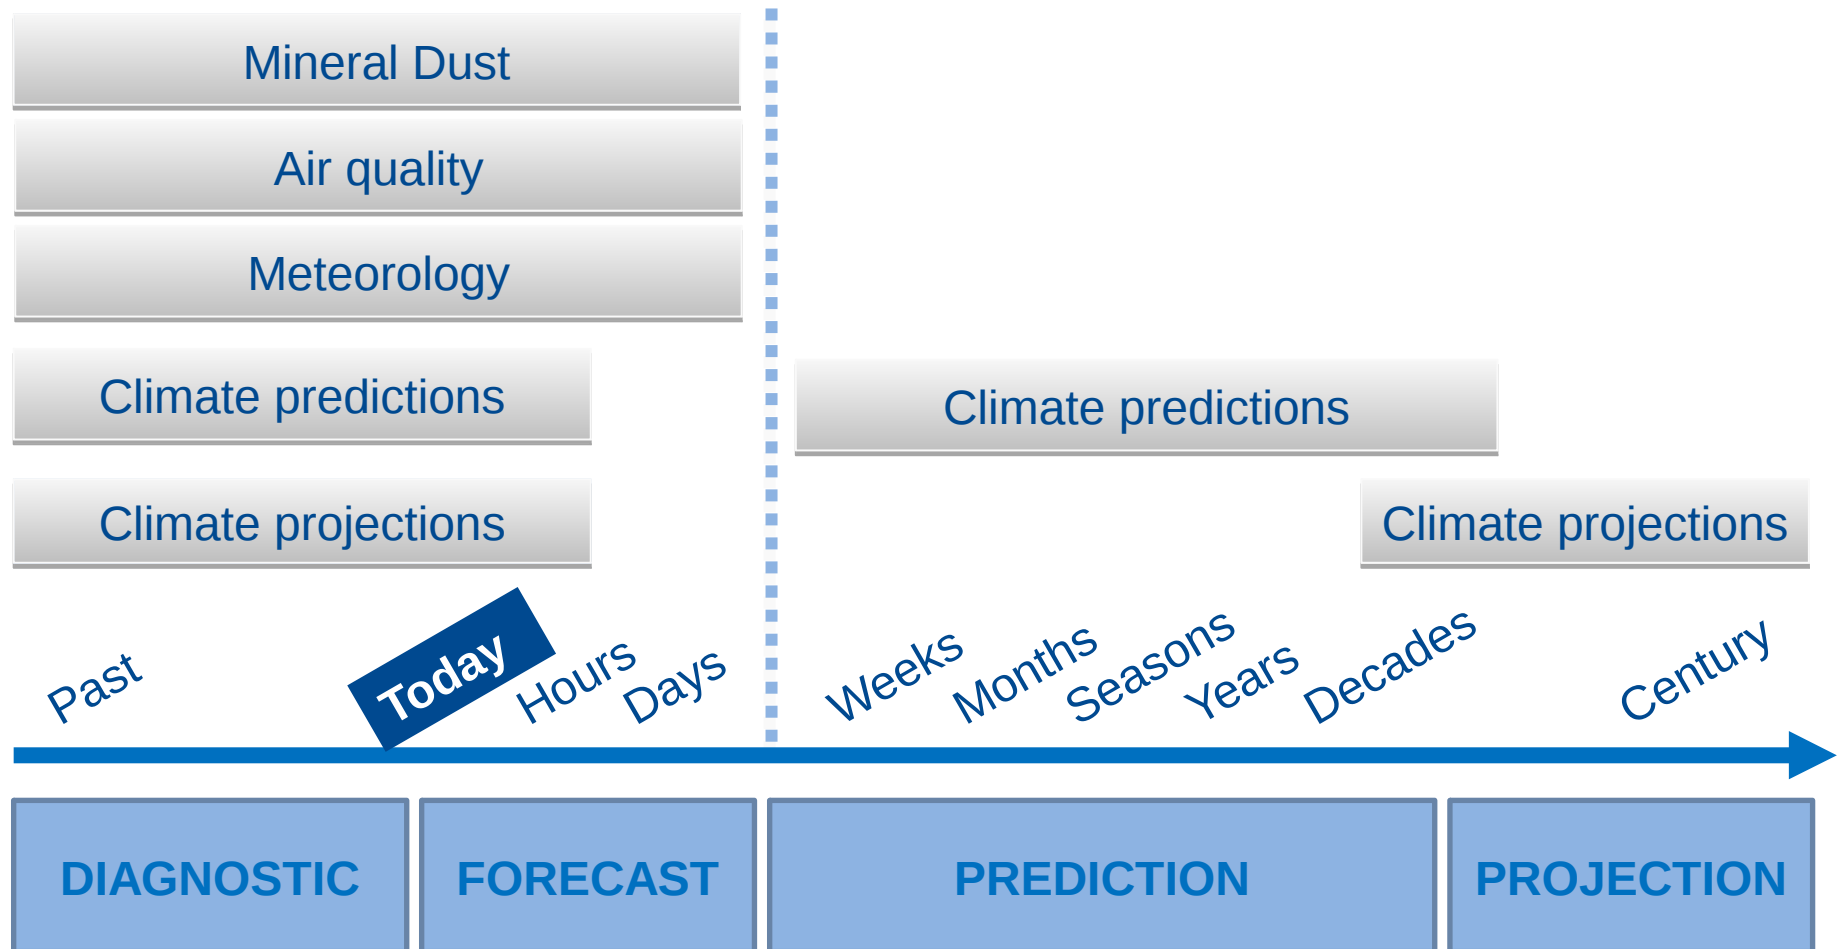 Mineral Dust
Air quality
Meteorology
Climate predictions
Climate predictions
Climate projections
Climate projections
Past
Today
Hours
Days
Weeks
Months
Seasons
Years
Decades
Century
DIAGNOSTIC
FORECAST
PREDICTION
PROJECTION